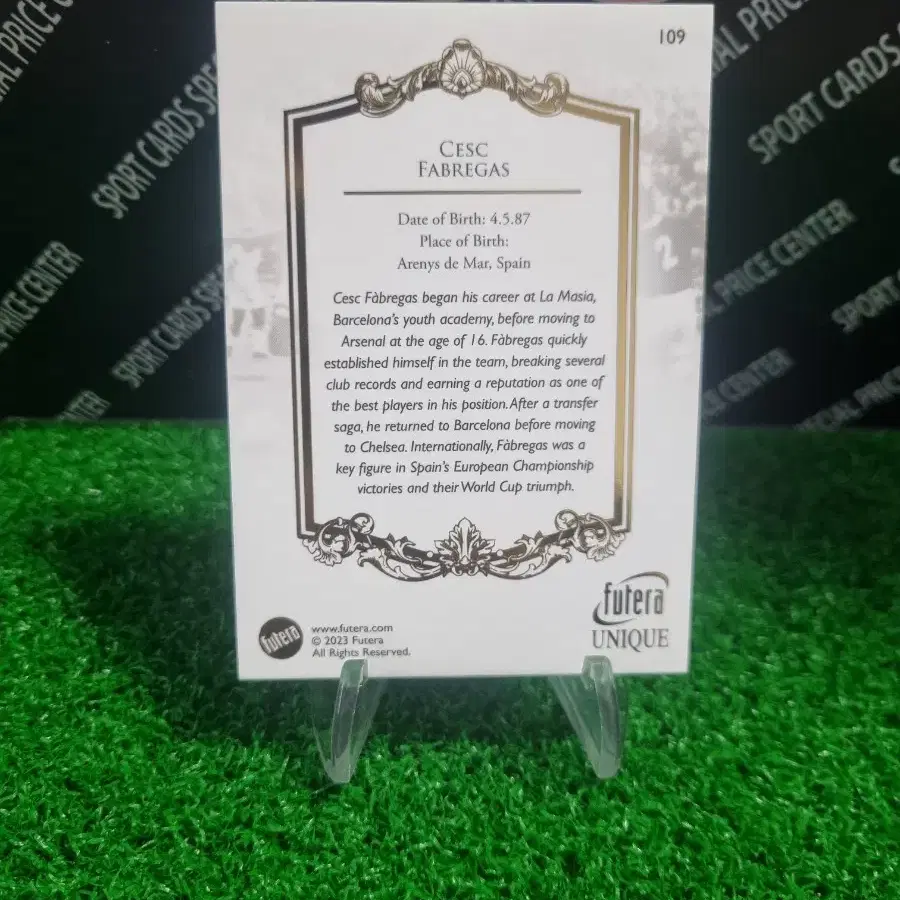 109
CESC
FABREGAS
Date of Birth: 4.5.87
Place of Birth:
Arenys de Mar, Spain
Cesc Fàbregas began his career at La Masia,
Barcelona's youth academy, before moving to
Arsenal at the age of 16. Fàbregas quickly
established himself in the team, breaking several
club records and earning a reputation as one of
the best players in his position. After a transfer
saga, he returned to Barcelona before moving
to Chelsea. Internationally, Fàbregas was a
key figure in Spain's European Championship
victories and their World Cup triumph.
futera
www.futera.com
© 2023 Futera
All Rights Reserved.
futera
UNIQUE
SPORT CARDS SPE
PRICE CENTER
SPORT CARDS SP
IAL PRICE
SPORT CARDS
PRICE CENTER
SPORT